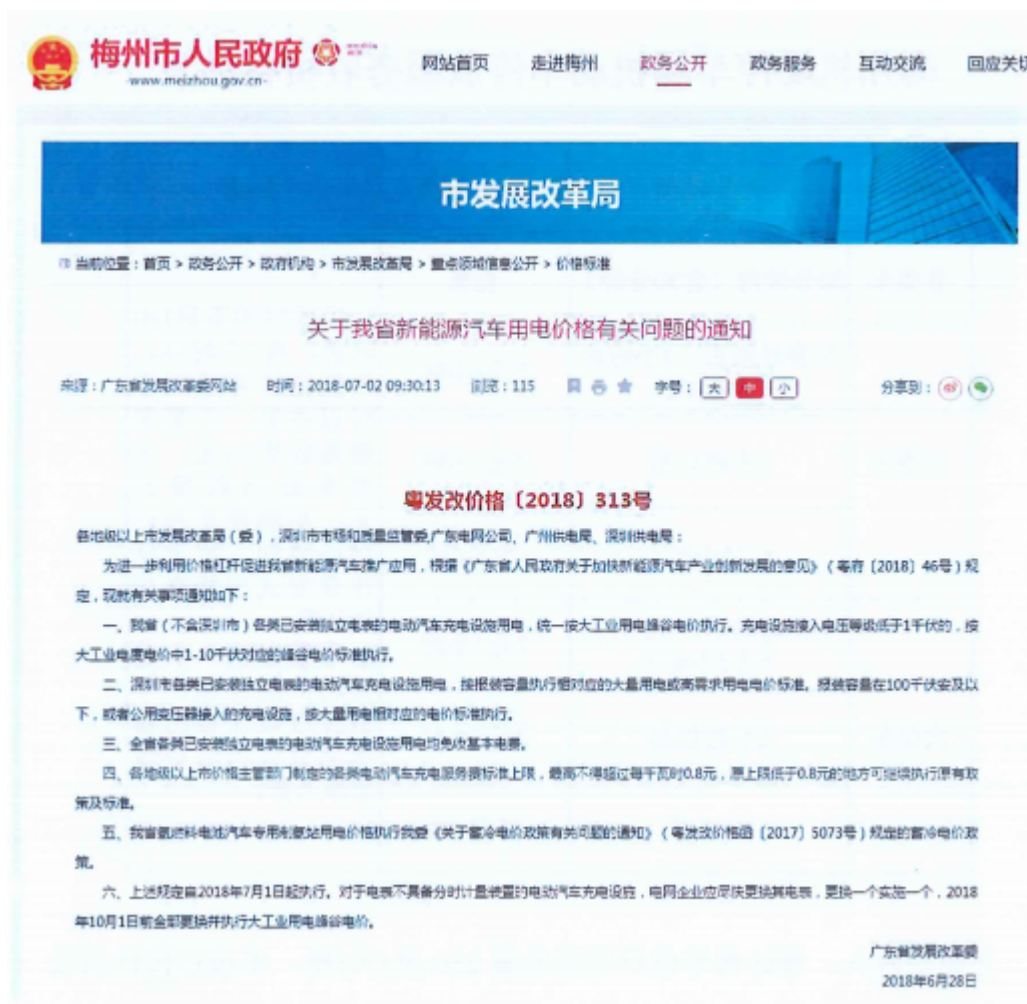 梅州市人民政府
-www.meizhou.gov.cn-
网站首页 走进梅州 政务公开 政务服务 互动交流 回应关切
市发展改革局
当前位置：首页 > 政务公开 > 政府机构 > 市发展改革局 > 重点领域信息公开 > 价格标准
关于我省新能源汽车用电价格有关问题的通知
来源：广东省发展改革委网站 时间：2018-07-02 09:30:13 浏览：115 字号：大 中 小 分享到：
粤发改价格〔2018〕313号
各地级以上市发展改革局（委），深圳市市场和质量监管委,广东电网公司、广州供电局、深圳供电局：
为进一步利用价格杠杆促进我省新能源汽车推广应用，根据《广东省人民政府关于加快新能源汽车产业创新发展的意见》（粤府〔2018〕46号）规
定，现就有关事项通知如下：
一、我省（不含深圳市）各类已安装独立电表的电动汽车充电设施用电，统一按大工业用电峰谷电价执行。充电设施接入电压等级低于1千伏的，按
大工业电度电价中1-10千伏对应的峰谷电价标准执行。
二、深圳市各类已安装独立电表的电动汽车充电设施用电，按报装容量执行相对应的大量用电或高需求用电电价标准。报装容量在100千伏安及以
下，或者公用变压器接入的充电设施，按大量用电相对应的电价标准执行。
三、全省各类已安装独立电表的电动汽车充电设施用电均免收基本电费。
四、各地级以上市价格主管部门制定的各类电动汽车充电服务费标准上限，最高不得超过每千瓦时0.8元，原上限低于0.8元的地方可继续执行原有政
策及标准。
五、我省氢燃料电池汽车专用制氢站用电价格执行我委《关于蓄冷电价政策有关问题的通知》（粤发改价格函〔2017〕5073号）规定的蓄冷电价政
策。
六、上述规定自2018年7月1日起执行。对于电表不具备分时计量装置的电动汽车充电设施，电网企业应尽快更换其电表，更换一个实施一个，2018
年10月1日前全部更换并执行大工业用电峰谷电价。
广东省发展改革委
2018年6月28日